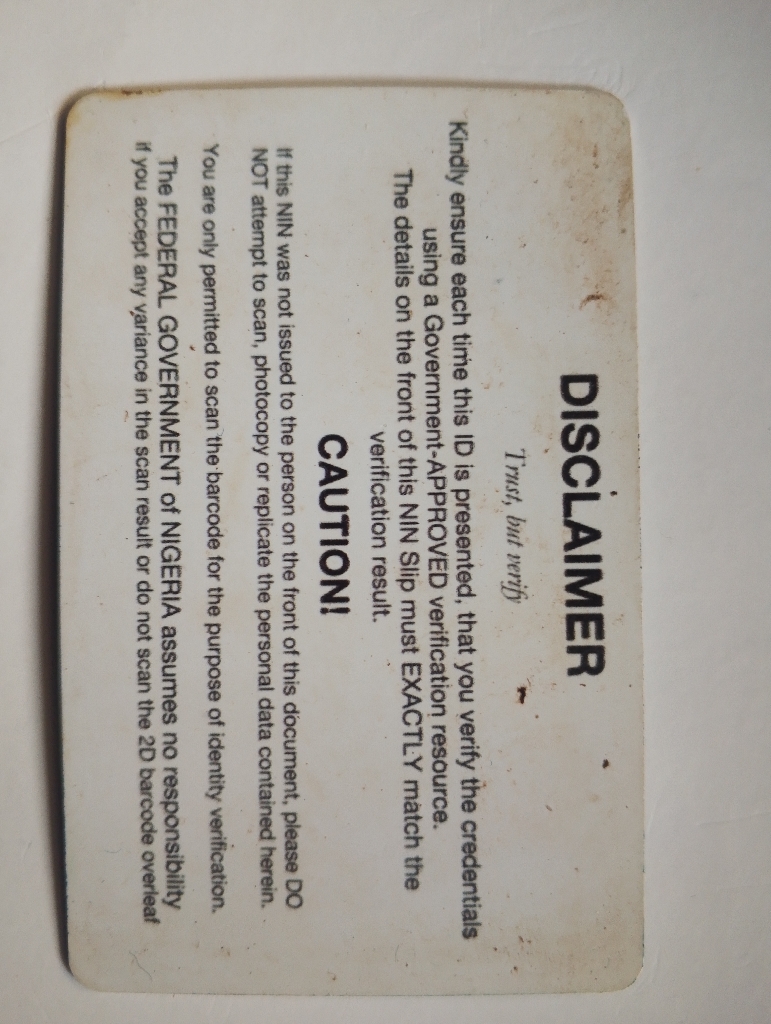 DISCLAIMER
Trust, but verify
Kindly ensure each time this ID is presented, that you verify the credentials
using a Government-APPROVED verification resource.
The details on the front of this NIN Slip must EXACTLY match the
verification result.
CAUTION!
If this NIN was not issued to the person on the front of this document, please DO
NOT attempt to scan, photocopy or replicate the personal data contained herein.
You are only permitted to scan the barcode for the purpose of identity verification.
The FEDERAL GOVERNMENT of NIGERIA assumes no responsibility
if you accept any variance in the scan result or do not scan the 2D barcode overleaf